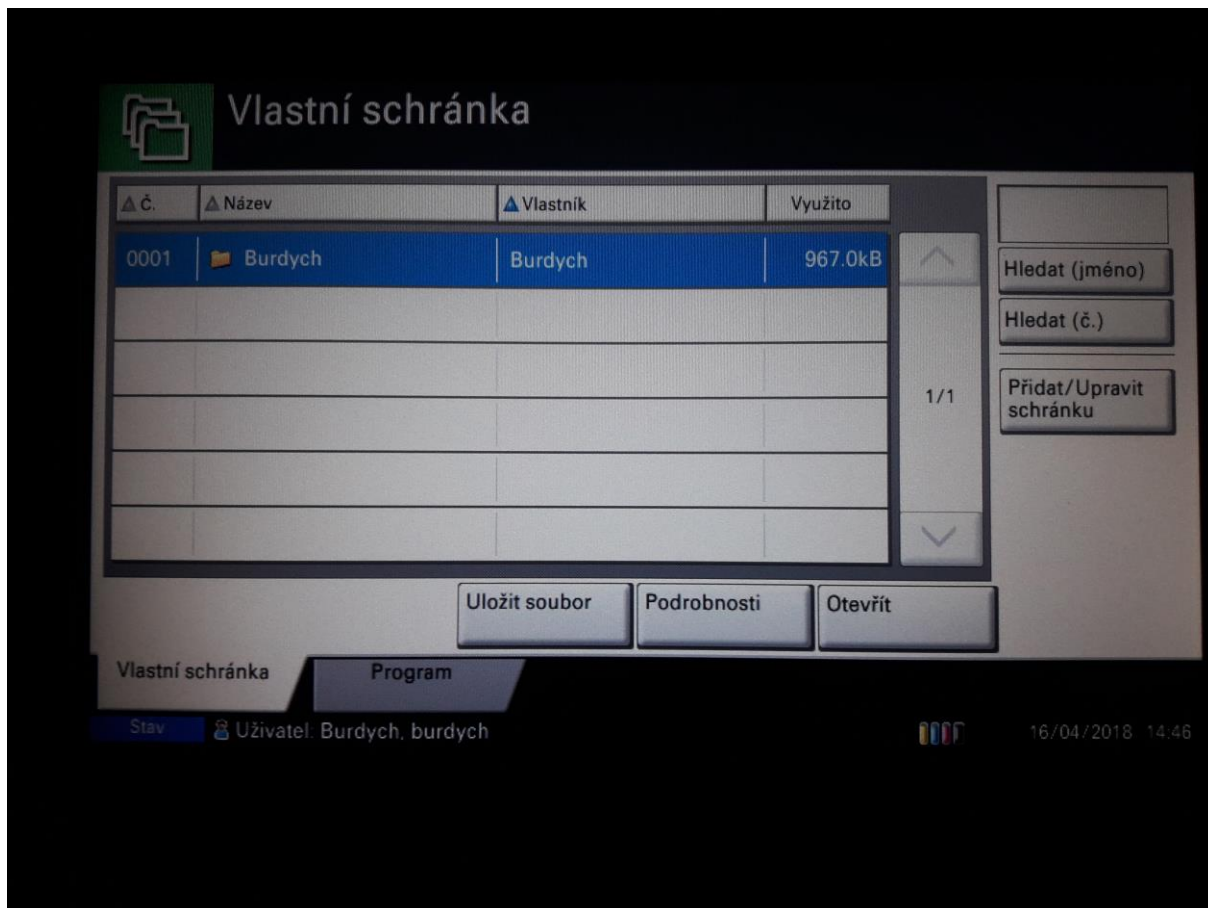 Vlastní schránka
Č. Název Vlastník Využito
0001 Burdych Burdych 967.0kB
Hledat (jméno)
Hledat (č.)
1/1
Přidat/Upravit
schránku
Uložit soubor Podrobnosti Otevřít
Vlastní schránka Program
Stav Uživatel: Burdych, burdych 16/04/2018 14:46